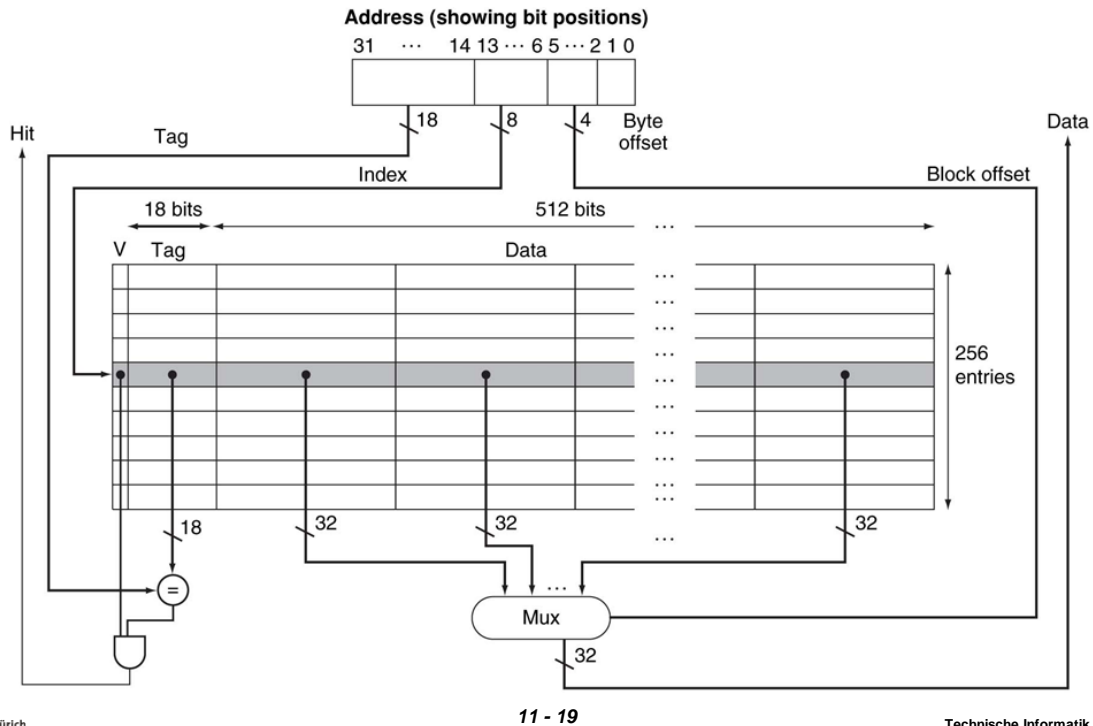 Address (showing bit positions)
31 ... 14 13 ... 6 5 ... 2 1 0
18 8 4 Byte offset
Hit
Tag
Data
Index
Block offset
18 bits
512 bits
...
V Tag Data
...
...
...
...
...
...
...
...
...
...
256 entries
18 32 32 ... 32
=
...
Mux
32
11 - 19
Technische Informatik